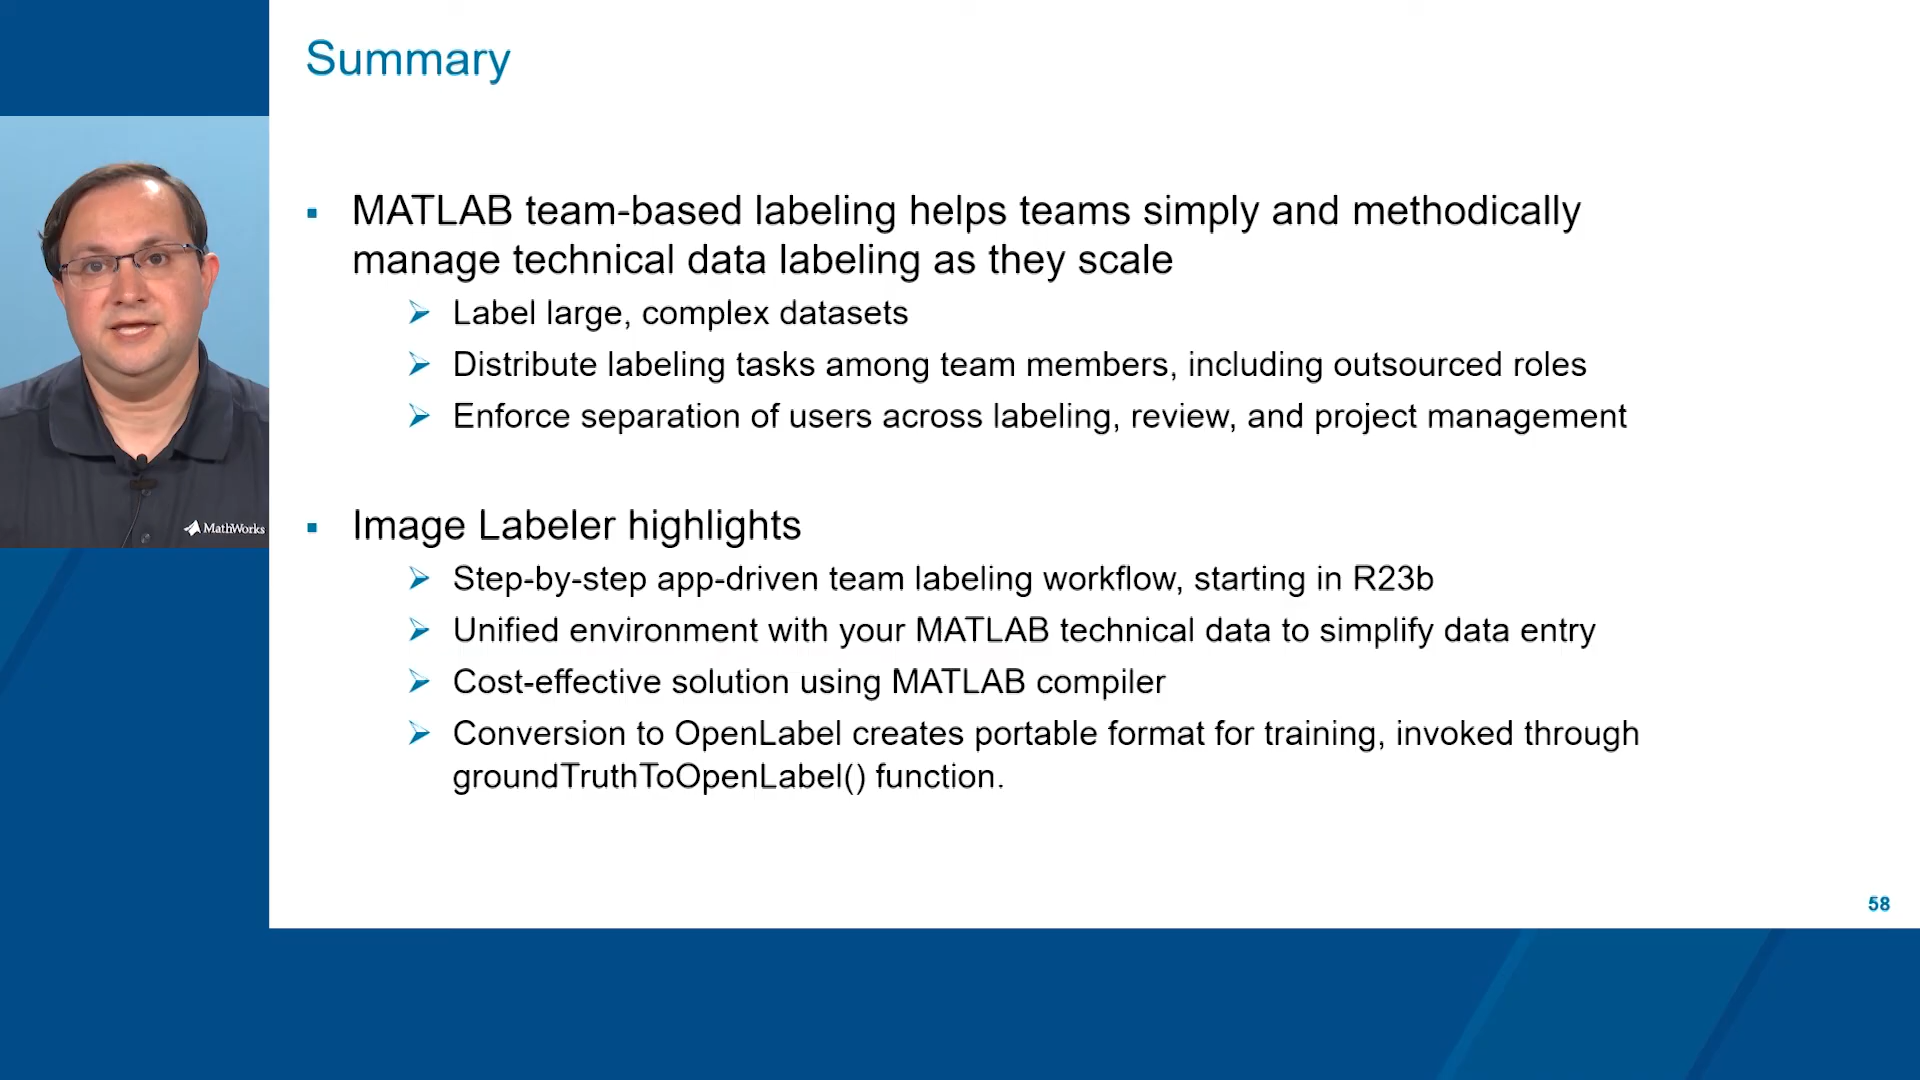 Summary
MATLAB team-based labeling helps teams simply and methodically
manage technical data labeling as they scale
Label large, complex datasets
Distribute labeling tasks among team members, including outsourced roles
Enforce separation of users across labeling, review, and project management
MathWorks
Image Labeler highlights
Step-by-step app-driven team labeling workflow, starting in R23b
Unified environment with your MATLAB technical data to simplify data entry
Cost-effective solution using MATLAB compiler
Conversion to OpenLabel creates portable format for training, invoked through
groundTruthToOpenLabel() function.
58